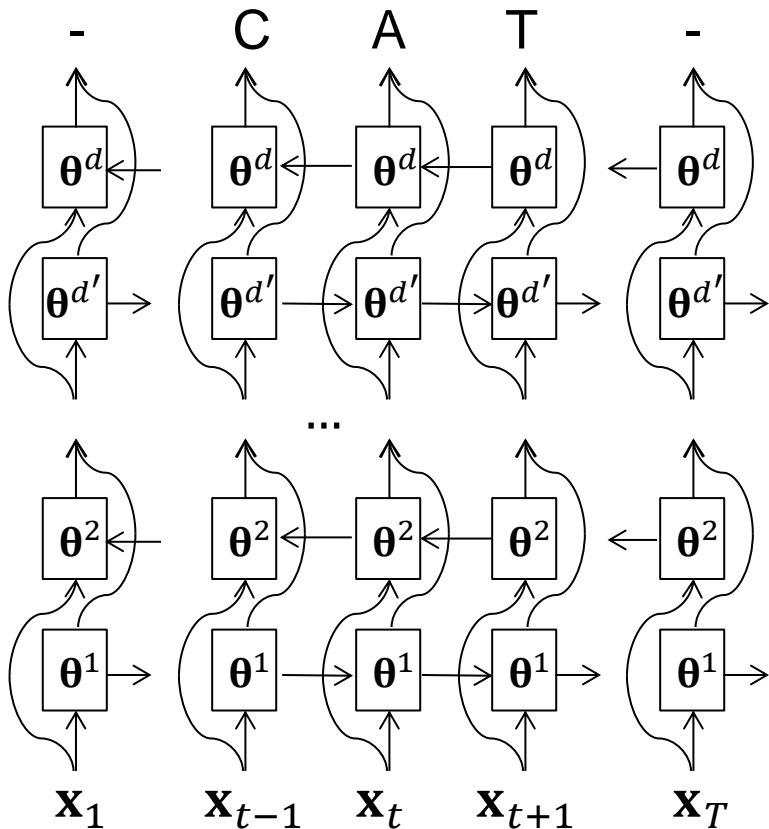 - C A T -
θ^d θ^d θ^d θ^d θ^d
θ^{d′} θ^{d′} θ^{d′} θ^{d′} θ^{d′}
...
θ^2 θ^2 θ^2 θ^2 θ^2
θ^1 θ^1 θ^1 θ^1 θ^1
x_1 x_{t−1} x_t x_{t+1} x_T